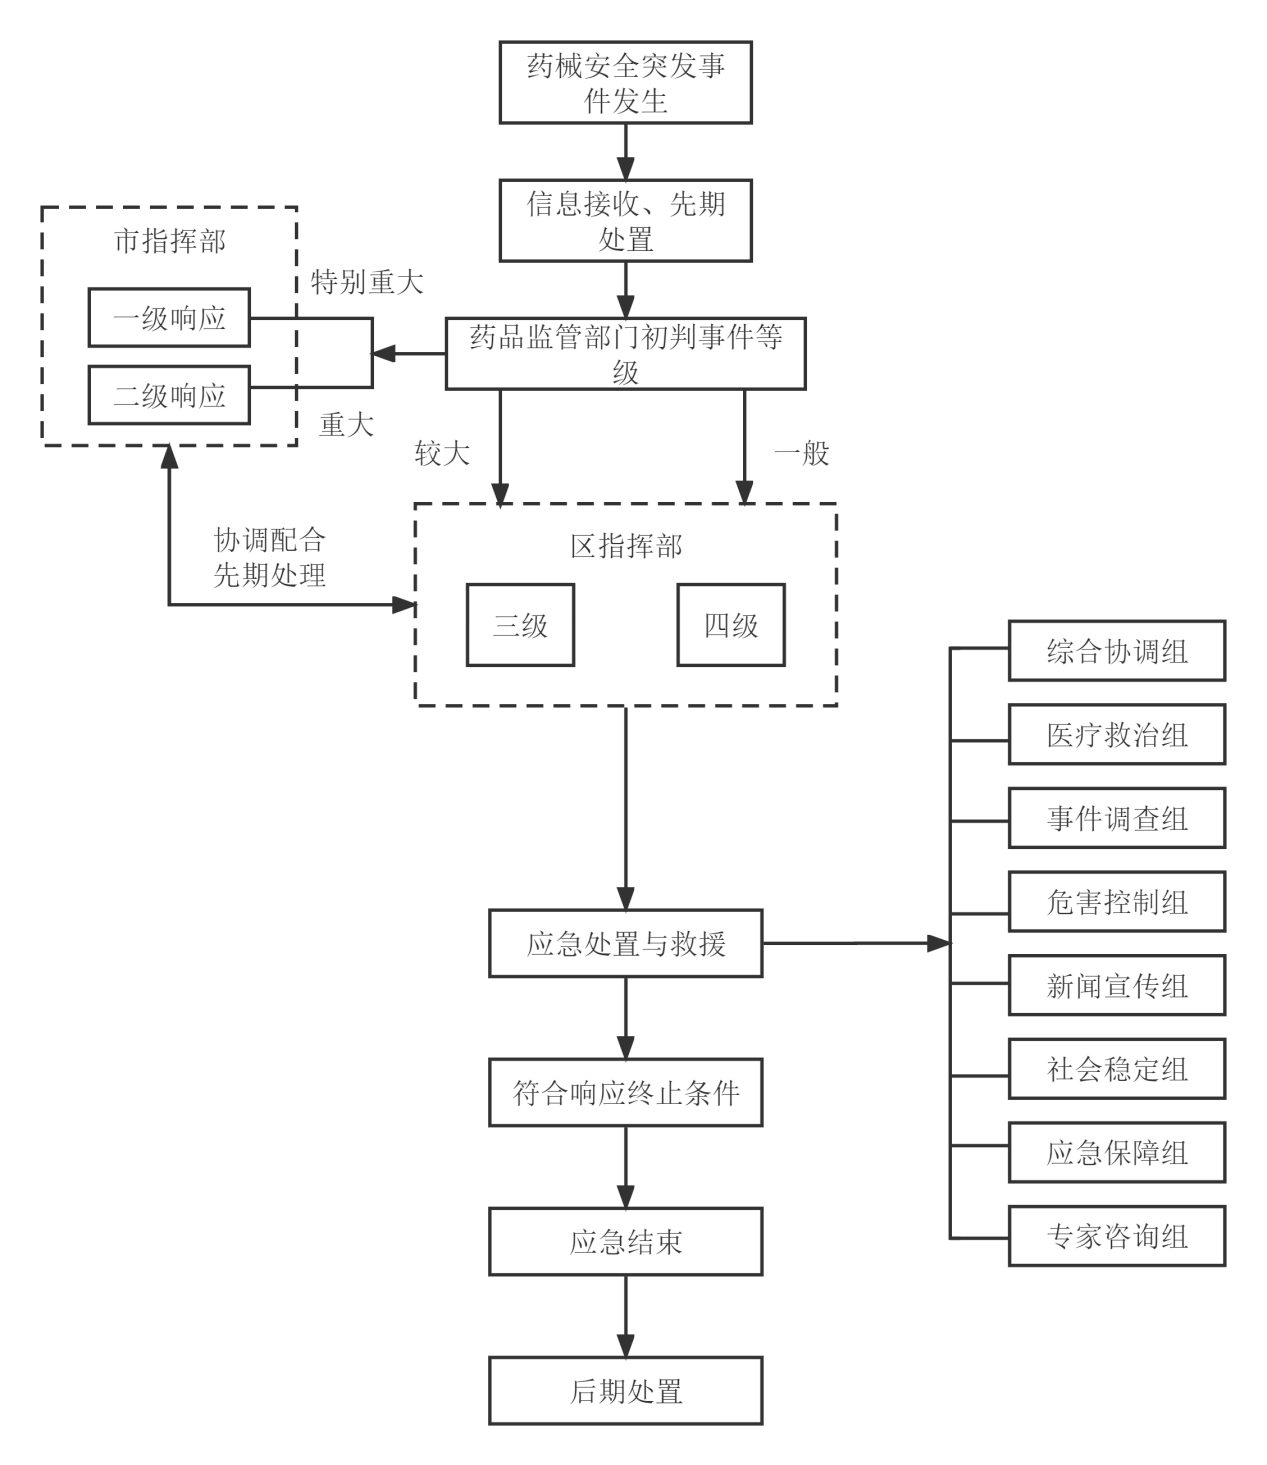 药械安全突发事
件发生
信息接收、先期
处置
市指挥部
特别重大
一级响应
药品监管部门初判事件等
级
二级响应
重大
较大
一般
协调配合
先期处理
区指挥部
三级
四级
综合协调组
医疗救治组
事件调查组
危害控制组
应急处置与救援
新闻宣传组
社会稳定组
符合响应终止条件
应急保障组
专家咨询组
应急结束
后期处置